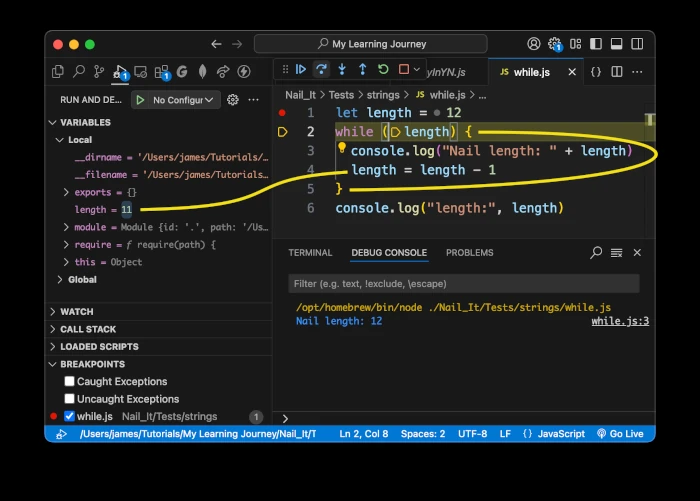 My Learning Journey
RUN AND DE...
No Configur
yInYN.js
JS while.js
Nail_It > Tests > strings > JS while.js > ...
VARIABLES
Local
__dirname = '/Users/james/Tutorials/...
__filename = '/Users/james/Tutorials...
exports = {}
length = 11
module = Module {id: '.', path: '/Us...
require = ƒ require(path) {
this = Object
Global
WATCH
CALL STACK
LOADED SCRIPTS
BREAKPOINTS
Caught Exceptions
Uncaught Exceptions
while.js Nail_It/Tests/strings 1
1 let length = 12
2 while (length) {
3 console.log("Nail length: " + length)
4 length = length - 1
5 }
6 console.log("length:", length)
TERMINAL DEBUG CONSOLE PROBLEMS
Filter (e.g. text, !exclude, \escape)
/opt/homebrew/bin/node ./Nail_It/Tests/strings/while.js
Nail length: 12 while.js:3
/Users/james/Tutorials/My Learning Journey/Nail_It/T Ln 2, Col 8 Spaces: 2 UTF-8 LF {} JavaScript Go Live